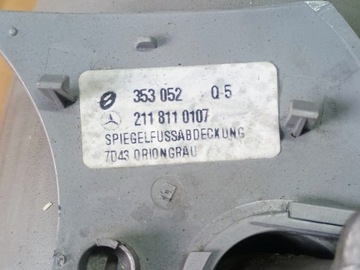 353 052 Q-5
211 811 0107
SPIEGELFUSSABDECKUNG
7D43 ORIONGRAU